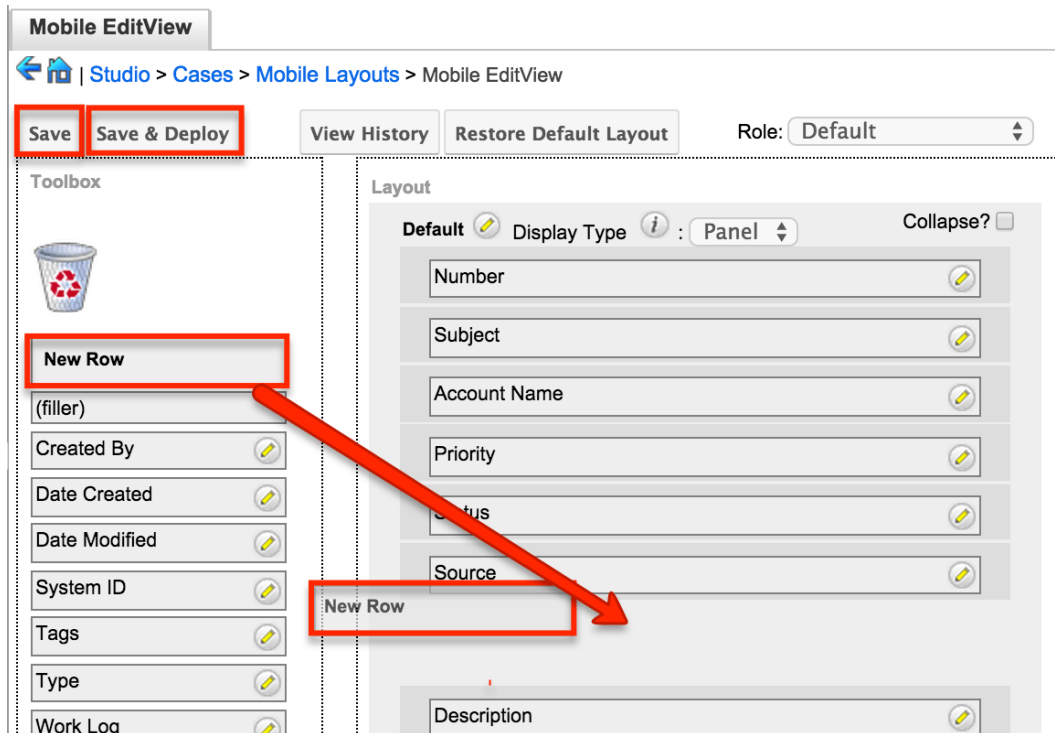 Mobile EditView
| Studio > Cases > Mobile Layouts > Mobile EditView
Save Save & Deploy View History Restore Default Layout Role: Default
Toolbox
New Row
(filler)
Created By
Date Created
Date Modified
System ID
Tags
Type
Work Log
Layout
Default Display Type i : Panel Collapse?
Number
Subject
Account Name
Priority
Status
Source
New Row
Description